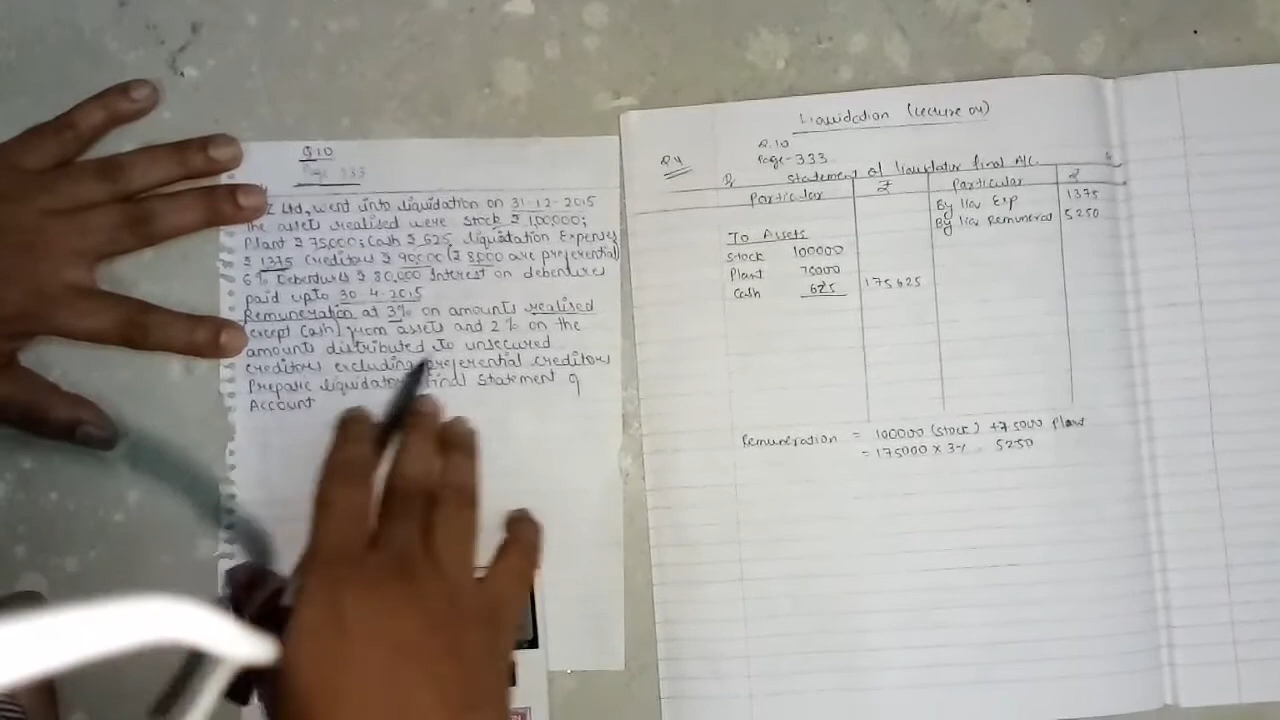 Q10
Page 333
Z Ltd, went into liquidation on 31-12-2015
The assets realised were Stock ₹ 1,00,000;
Plant ₹ 75,000; Cash ₹ 625 liquidation Expenses
₹ 1375 Creditors ₹ 90,000 (₹ 8,000 are preferential)
6% Debentures ₹ 80,000 Interest on debentures
paid upto 30-4-2015
Remuneration at 3% on amounts realised
except Cash) from assets and 2% on the
amounts distributed to unsecured
creditors excluding preferential creditors
Prepare liquidator Final Statement of
Account
Liquidation (Lecture 04)
Q.10
Page-333
Statement of liquidator final A/C.
Particular ₹ Particular ₹
By liq Exp 1375
By liq Remunerat 5250
To Assets
Stock 100000
Plant 75000
Cash 625 175625
Remuneration = 100000 (Stock) + 75000 Plant
= 175000 × 3% 5250